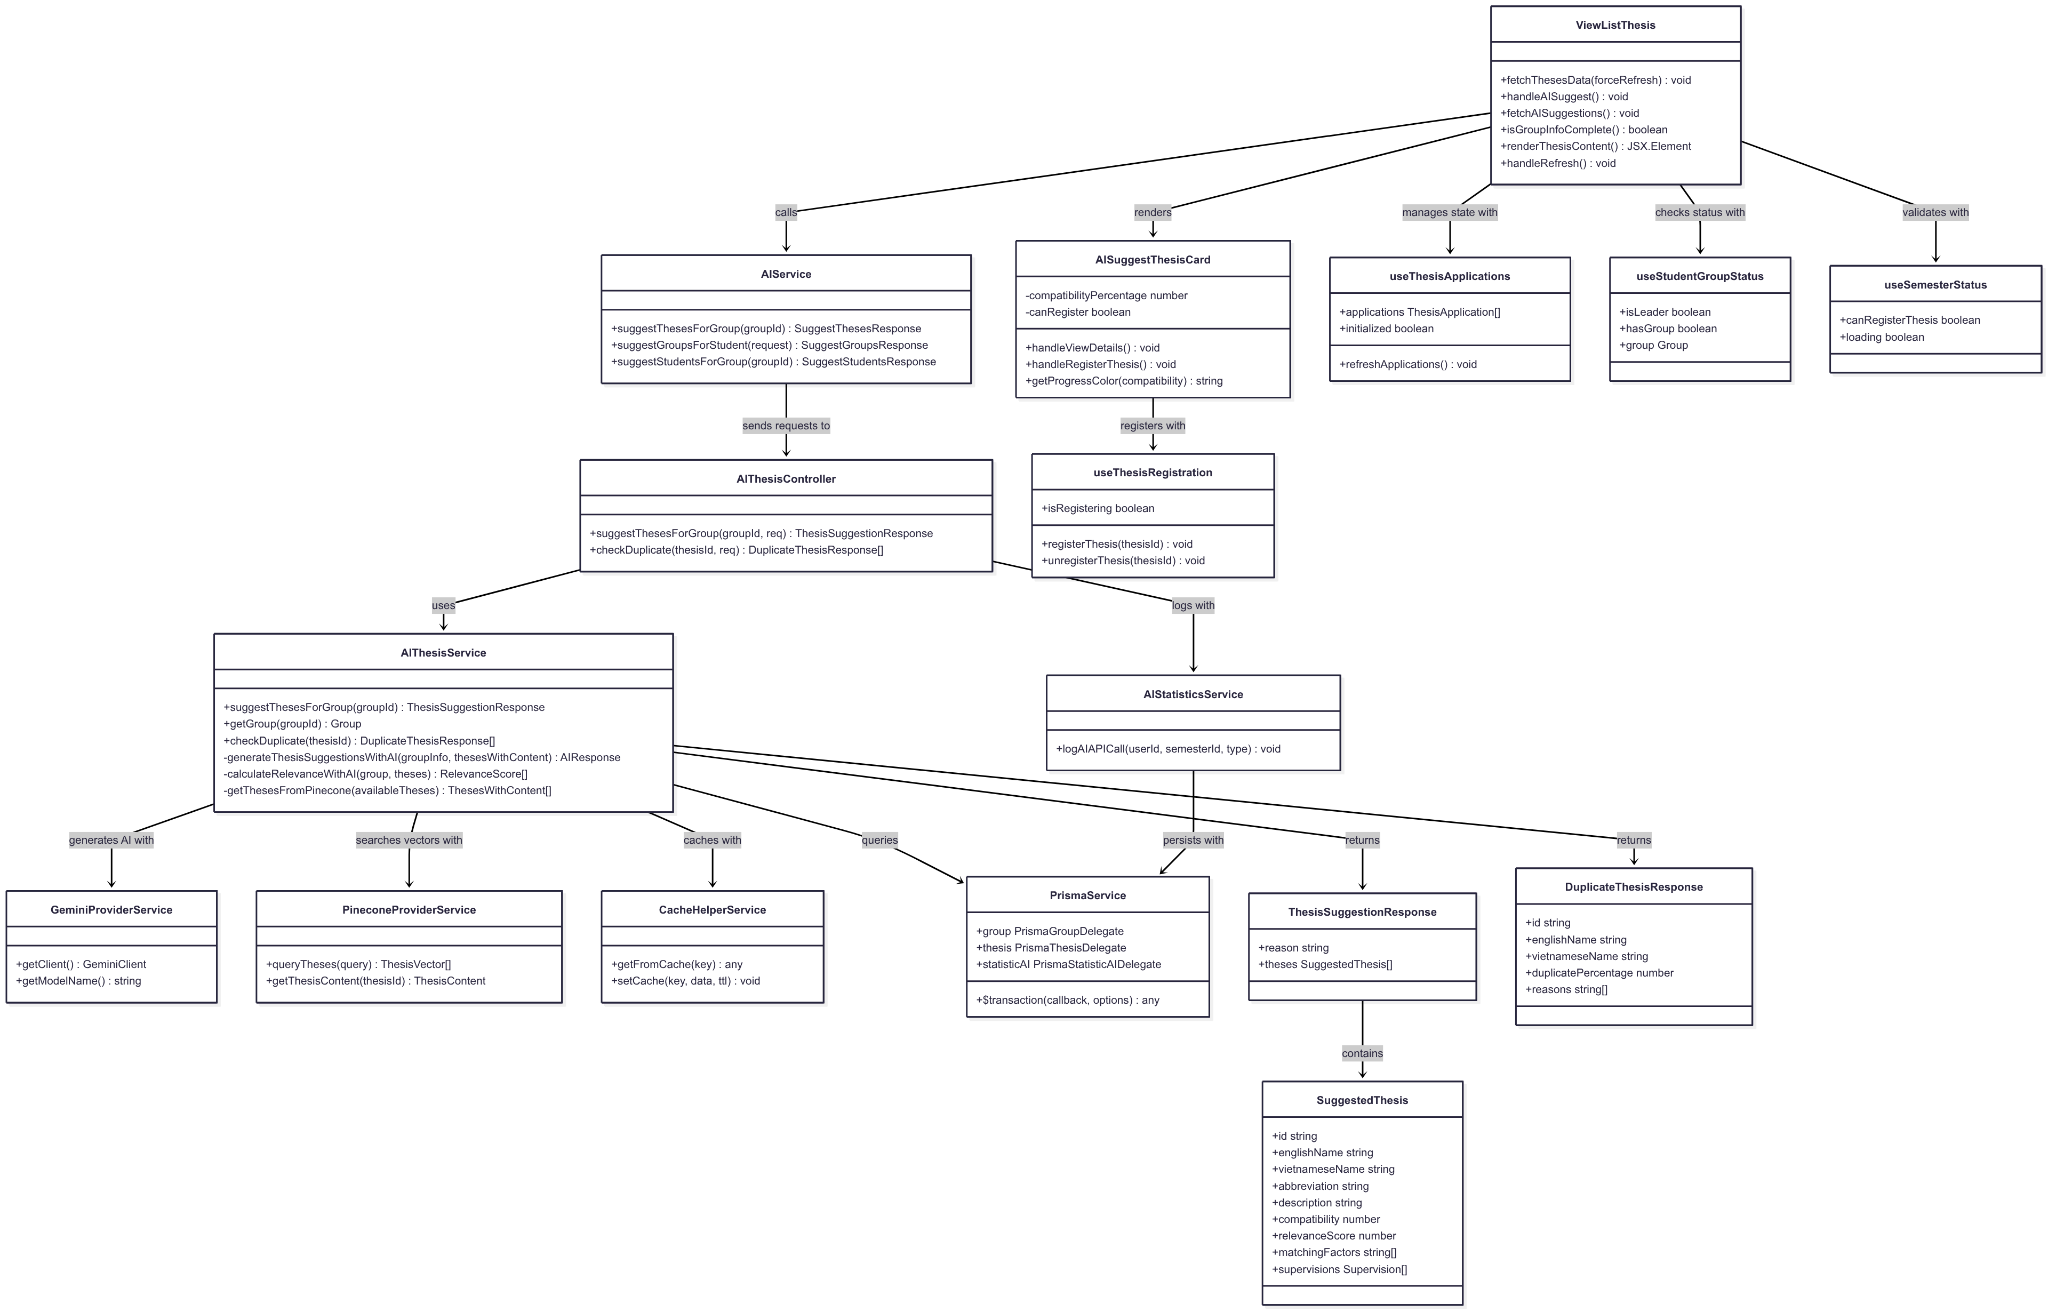 ViewListThesis
+fetchThesesData(forceRefresh) : void
+handleAISuggest() : void
+fetchAISuggestions() : void
+isGroupInfoComplete() : boolean
+renderThesisContent() : JSX.Element
+handleRefresh() : void
calls
renders
manages state with
checks status with
validates with
AIService
+suggestThesesForGroup(groupId) : SuggestThesesResponse
+suggestGroupsForStudent(request) : SuggestGroupsResponse
+suggestStudentsForGroup(groupId) : SuggestStudentsResponse
AISuggestThesisCard
-compatibilityPercentage number
-canRegister boolean
+handleViewDetails() : void
+handleRegisterThesis() : void
+getProgressColor(compatibility) : string
useThesisApplications
+applications ThesisApplication[]
+initialized boolean
+refreshApplications() : void
useStudentGroupStatus
+isLeader boolean
+hasGroup boolean
+group Group
useSemesterStatus
+canRegisterThesis boolean
+loading boolean
sends requests to
registers with
AIThesisController
+suggestThesesForGroup(groupId, req) : ThesisSuggestionResponse
+checkDuplicate(thesisId, req) : DuplicateThesisResponse[]
useThesisRegistration
+isRegistering boolean
+registerThesis(thesisId) : void
+unregisterThesis(thesisId) : void
uses
logs with
AIThesisService
+suggestThesesForGroup(groupId) : ThesisSuggestionResponse
+getGroup(groupId) : Group
+checkDuplicate(thesisId) : DuplicateThesisResponse[]
-generateThesisSuggestionsWithAI(groupInfo, thesesWithContent) : AIResponse
-calculateRelevanceWithAI(group, theses) : RelevanceScore[]
-getThesesFromPinecone(availableTheses) : ThesesWithContent[]
AIStatisticsService
+logAIAPICall(userId, semesterId, type) : void
generates AI with
searches vectors with
caches with
queries
persists with
returns
returns
GeminiProviderService
+getClient() : GeminiClient
+getModelName() : string
PineconeProviderService
+queryTheses(query) : ThesisVector[]
+getThesisContent(thesisId) : ThesisContent
CacheHelperService
+getFromCache(key) : any
+setCache(key, data, ttl) : void
PrismaService
+group PrismaGroupDelegate
+thesis PrismaThesisDelegate
+statisticAI PrismaStatisticAIDelegate
+$transaction(callback, options) : any
ThesisSuggestionResponse
+reason string
+theses SuggestedThesis[]
DuplicateThesisResponse
+id string
+englishName string
+vietnameseName string
+duplicatePercentage number
+reasons string[]
contains
SuggestedThesis
+id string
+englishName string
+vietnameseName string
+abbreviation string
+description string
+compatibility number
+relevanceScore number
+matchingFactors string[]
+supervisions Supervision[]